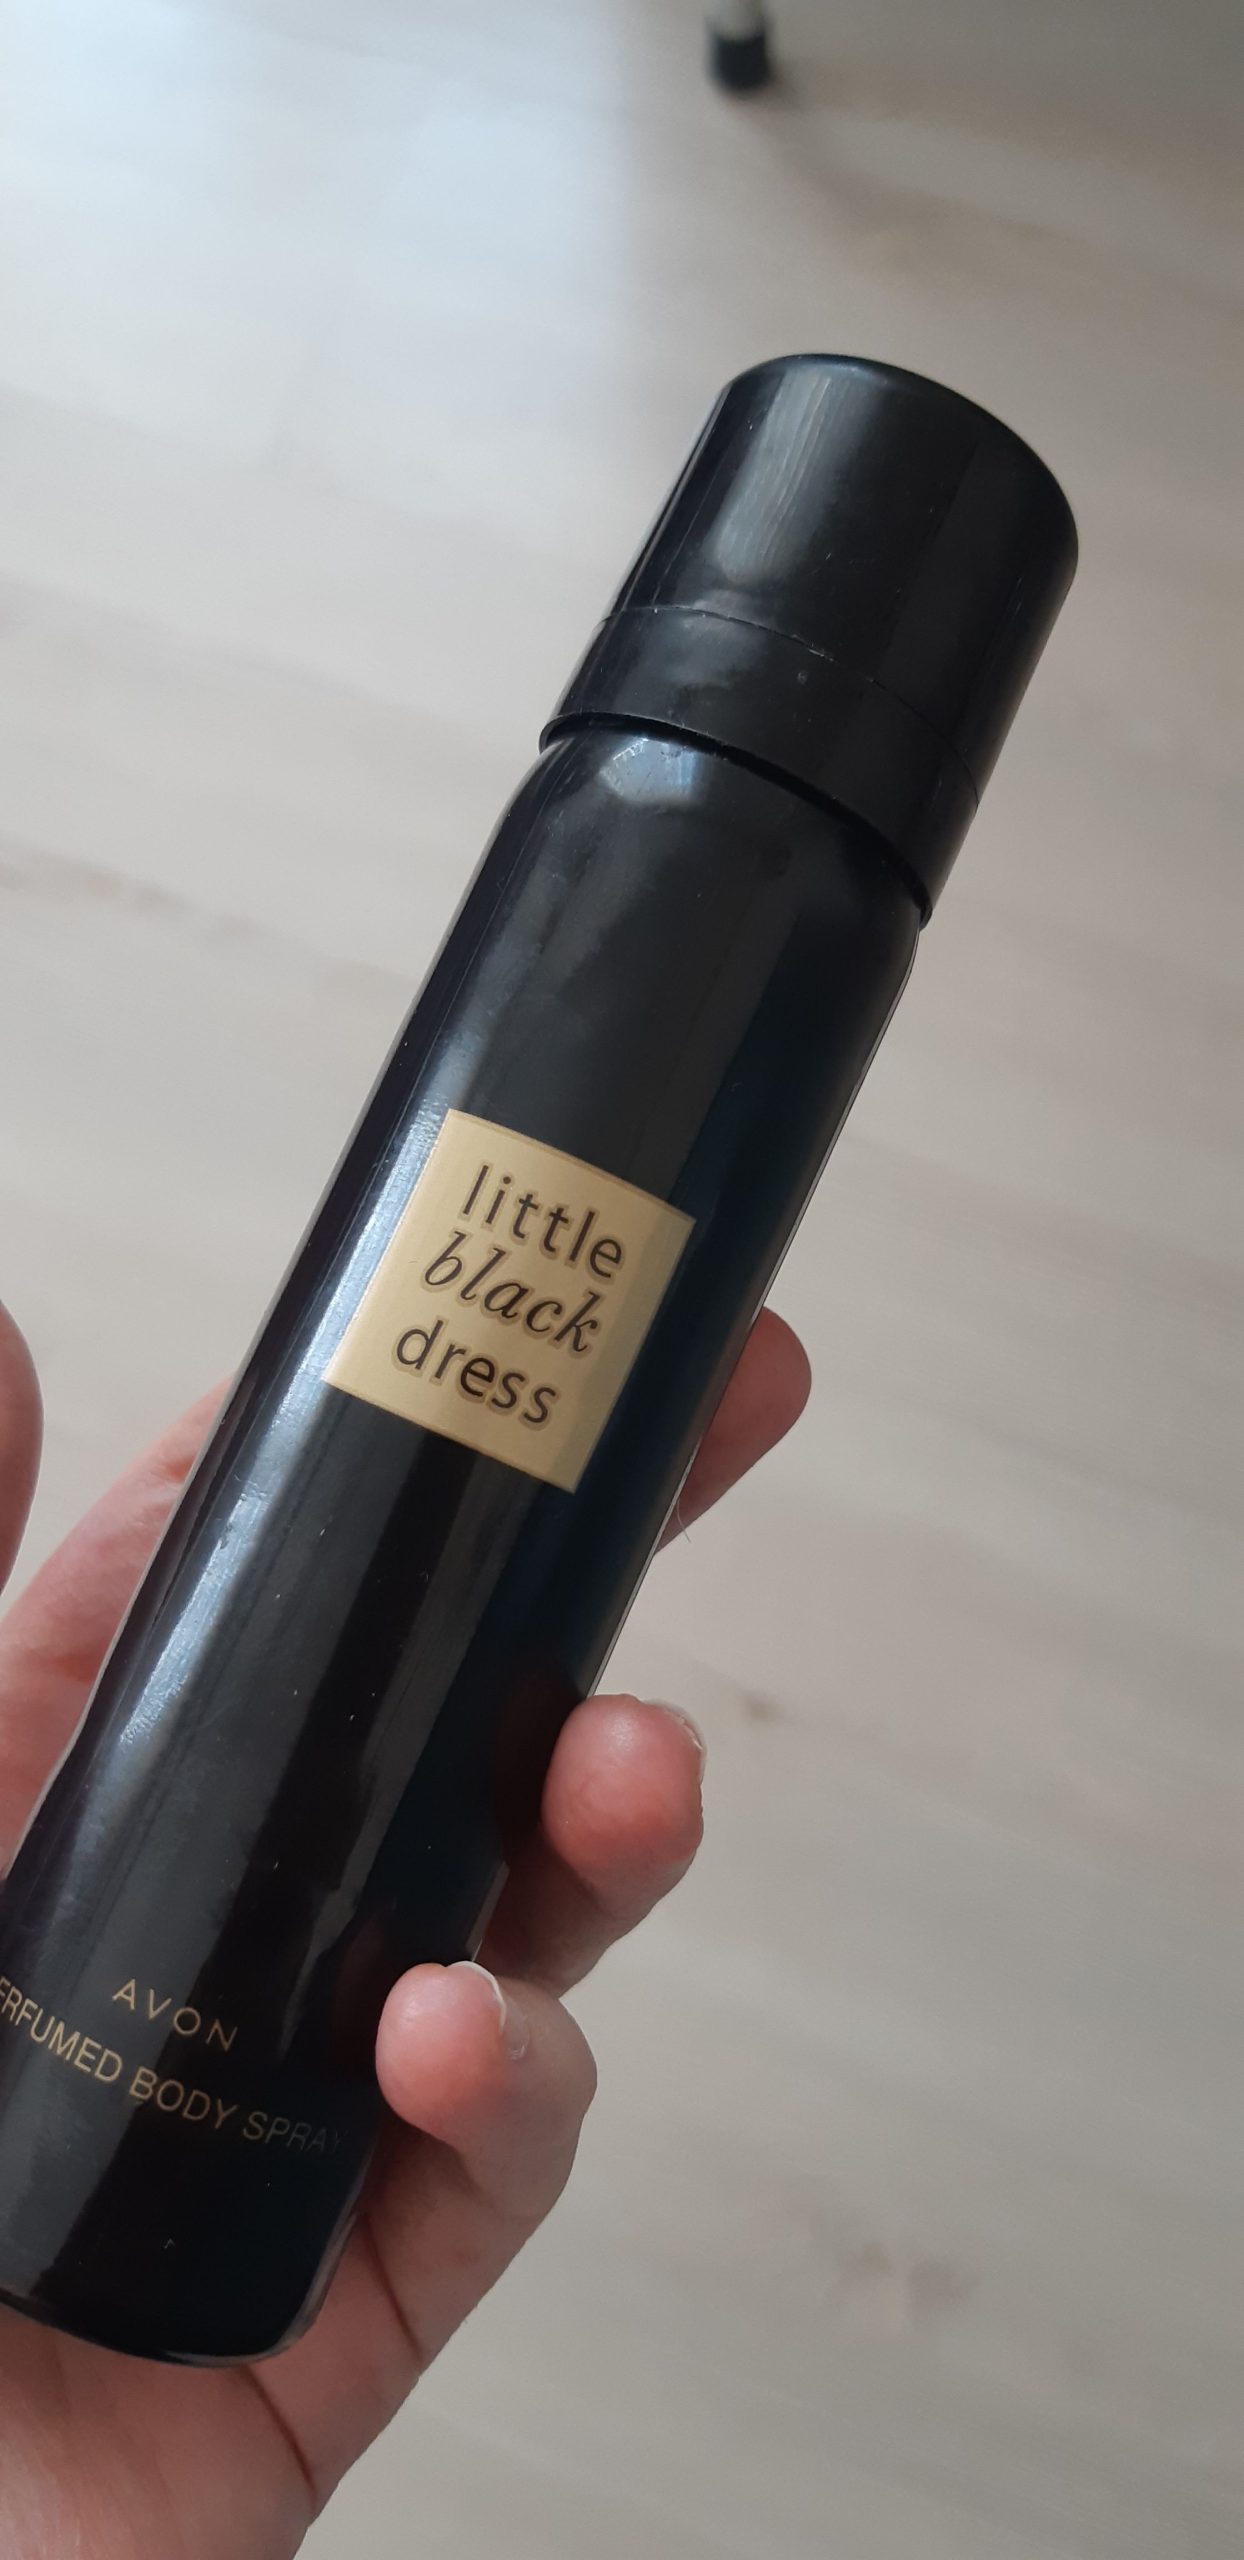 little
black
dress
AVON
ERFUMED BODY SPRAY